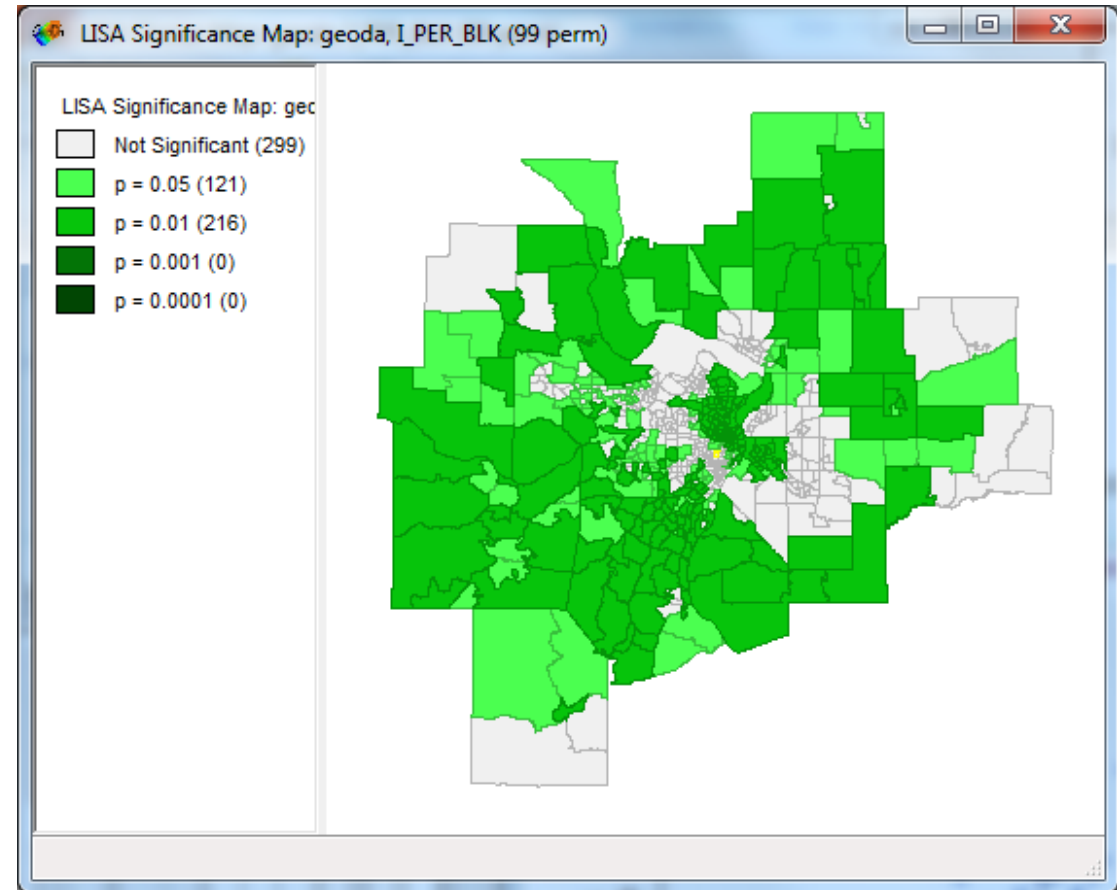 LISA Significance Map: geoda, I_PER_BLK (99 perm)
LISA Significance Map: geo
Not Significant (299)
p = 0.05 (121)
p = 0.01 (216)
p = 0.001 (0)
p = 0.0001 (0)